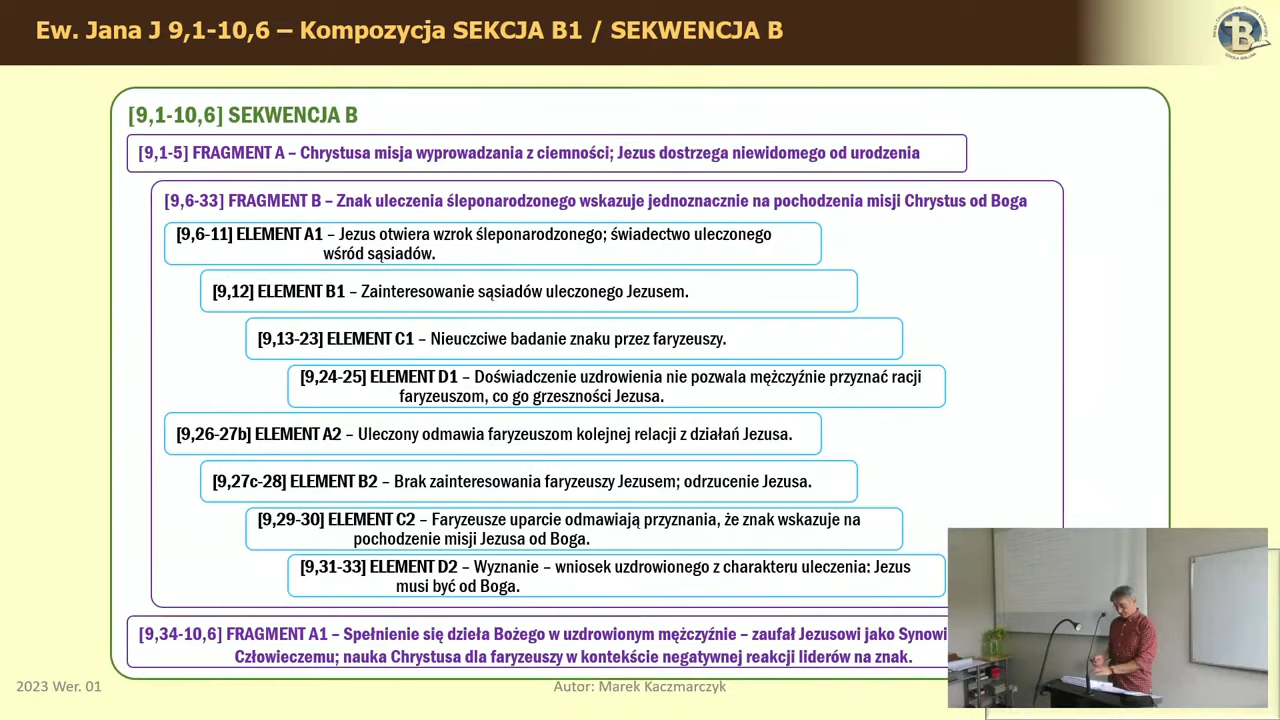 Ew. Jana J 9,1-10,6 – Kompozycja SEKCJA B1 / SEKWENCJA B
[9,1-10,6] SEKWENCJA B
[9,1-5] FRAGMENT A – Chrystusa misja wyprowadzania z ciemności; Jezus dostrzega niewidomego od urodzenia
[9,6-33] FRAGMENT B – Znak uleczenia śleponarodzonego wskazuje jednoznacznie na pochodzenia misji Chrystus od Boga
[9,6-11] ELEMENT A1 – Jezus otwiera wzrok śleponarodzonego; świadectwo uleczonego
wśród sąsiadów.
[9,12] ELEMENT B1 – Zainteresowanie sąsiadów uleczonego Jezusem.
[9,13-23] ELEMENT C1 – Nieuczciwe badanie znaku przez faryzeuszy.
[9,24-25] ELEMENT D1 – Doświadczenie uzdrowienia nie pozwala mężczyźnie przyznać racji
faryzeuszom, co go grzeszności Jezusa.
[9,26-27b] ELEMENT A2 – Uleczony odmawia faryzeuszom kolejnej relacji z działań Jezusa.
[9,27c-28] ELEMENT B2 – Brak zainteresowania faryzeuszy Jezusem; odrzucenie Jezusa.
[9,29-30] ELEMENT C2 – Faryzeusze uparcie odmawiają przyznania, że znak wskazuje na
pochodzenie misji Jezusa od Boga.
[9,31-33] ELEMENT D2 – Wyznanie – wniosek uzdrowionego z charakteru uleczenia: Jezus
musi być od Boga.
[9,34-10,6] FRAGMENT A1 – Spełnienie się dzieła Bożego w uzdrowionym mężczyźnie – zaufał Jezusowi jako Synowi
Człowieczemu; nauka Chrystusa dla faryzeuszy w kontekście negatywnej reakcji liderów na znak.
2023 Wer. 01
Autor: Marek Kaczmarczyk